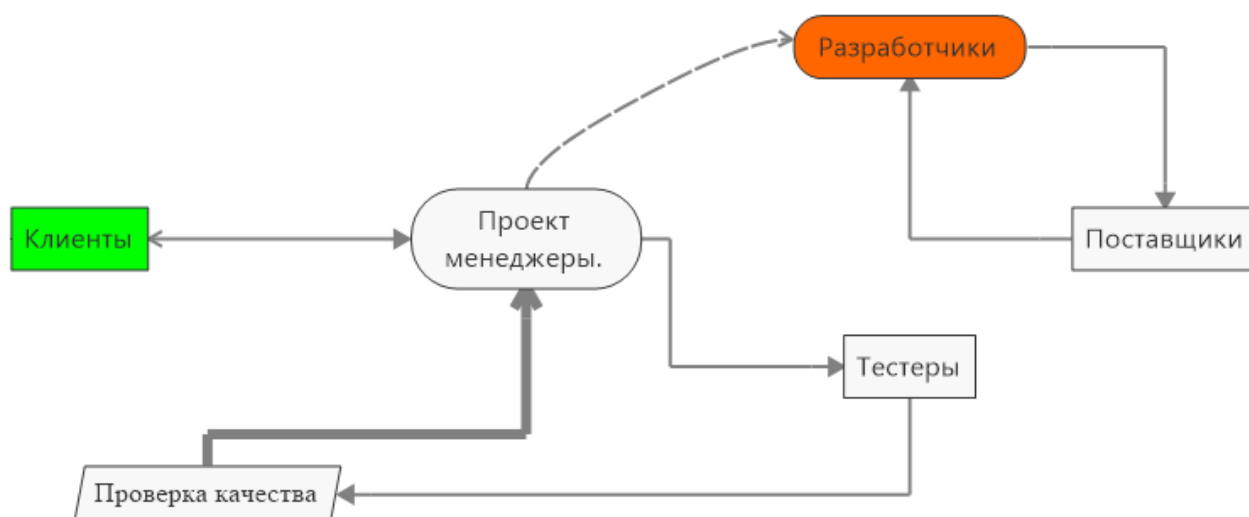 Разработчики
Клиенты
Проект
менеджеры.
Поставщики
Тестеры
Проверка качества